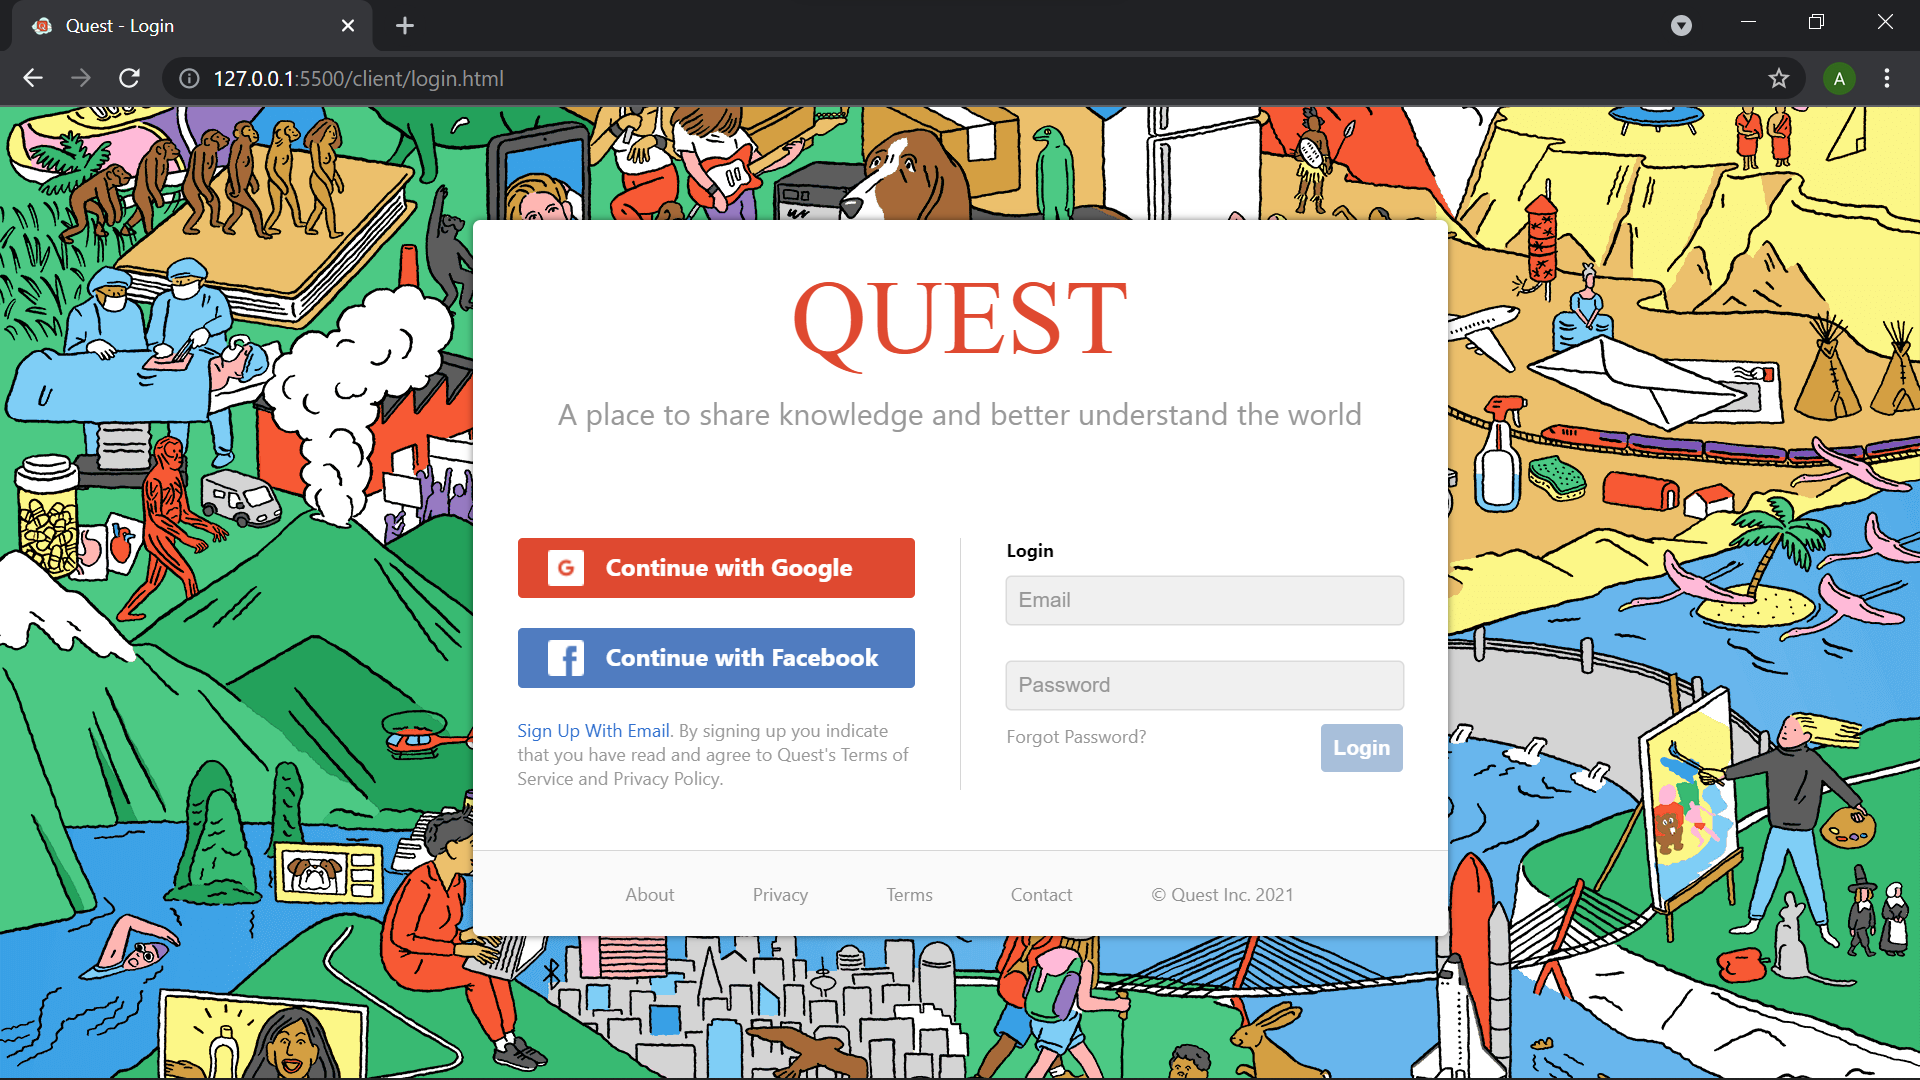 Quest - Login
127.0.0.1:5500/client/login.html
A
QUEST
A place to share knowledge and better understand the world
G Continue with Google
f Continue with Facebook
Sign Up With Email. By signing up you indicate
that you have read and agree to Quest's Terms of
Service and Privacy Policy.
Login
Email
Password
Forgot Password?
Login
About
Privacy
Terms
Contact
© Quest Inc. 2021